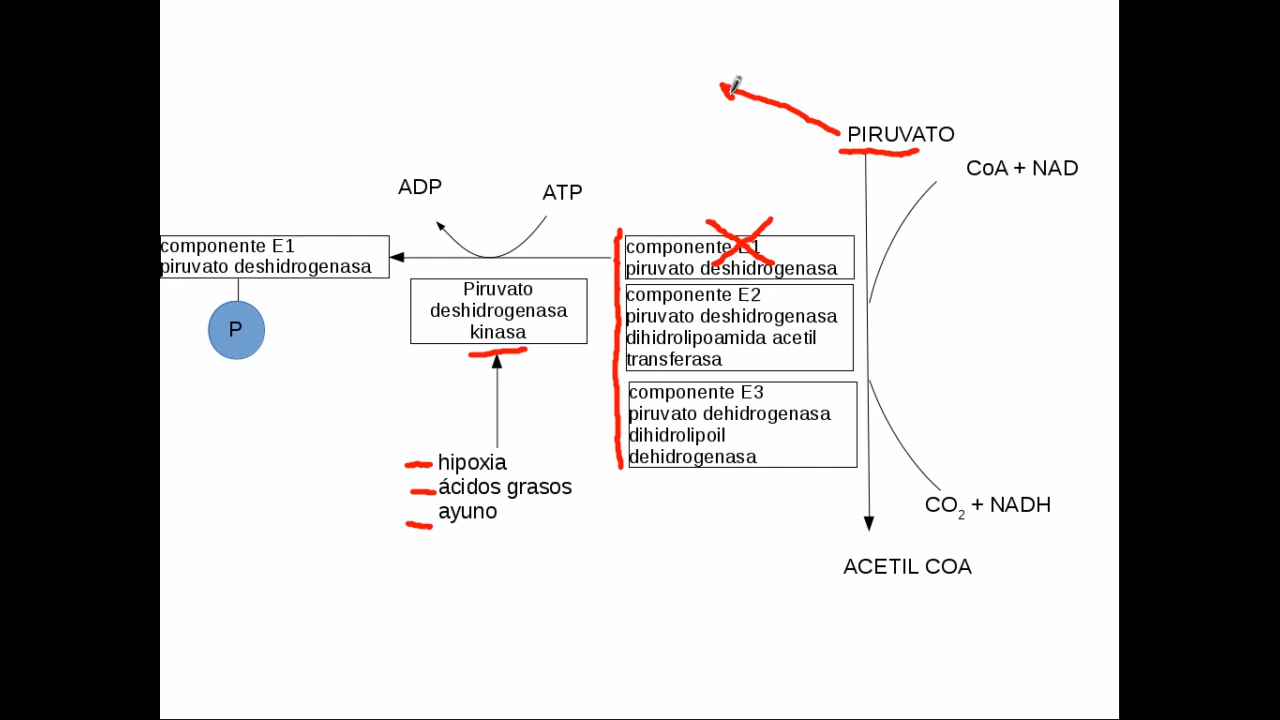 PIRUVATO
CoA + NAD
ADP
ATP
componente E1
piruvato deshidrogenasa
P
Piruvato
deshidrogenasa
kinasa
componente E1
piruvato deshidrogenasa
componente E2
piruvato deshidrogenasa
dihidrolipoamida acetil
transferasa
componente E3
piruvato dehidrogenasa
dihidrolipoil
dehidrogenasa
hipoxia
ácidos grasos
ayuno
CO2 + NADH
ACETIL COA